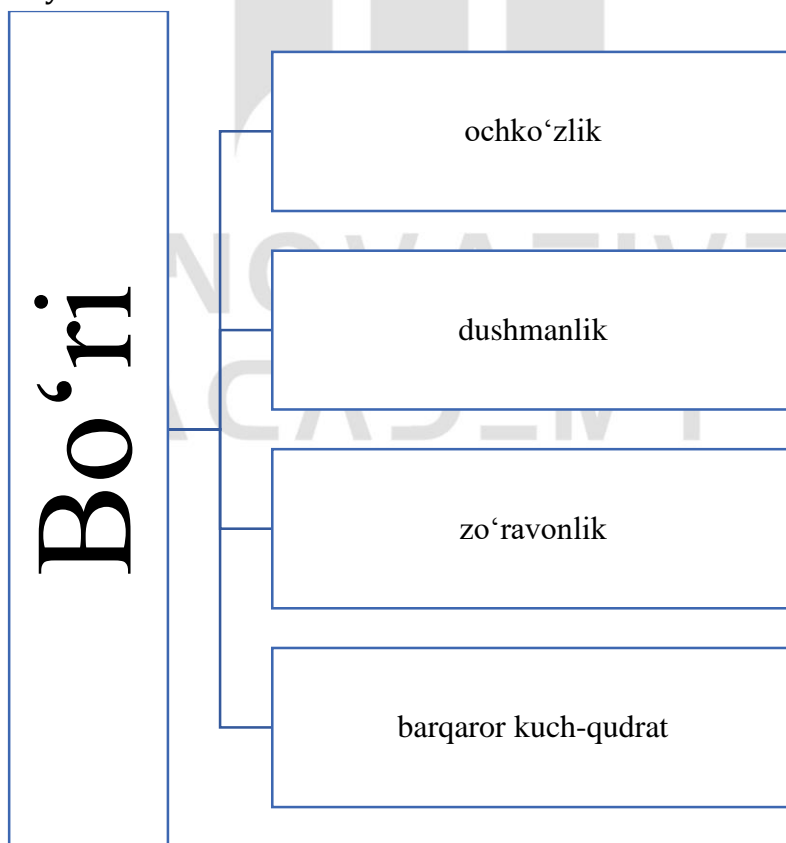 Bo‘ri
ochko‘zlik
dushmanlik
zo‘ravonlik
barqaror kuch-qudrat